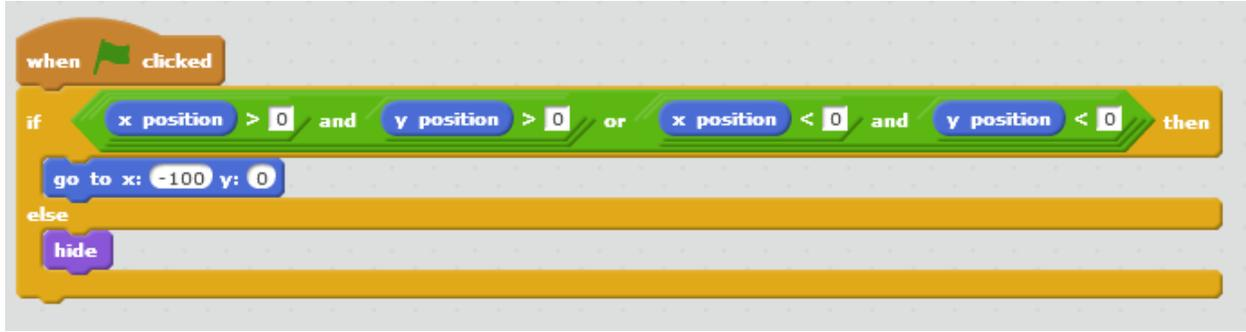 when clicked
if x position > 0 and y position > 0 or x position < 0 and y position < 0 then
go to x: -100 y: 0
else
hide